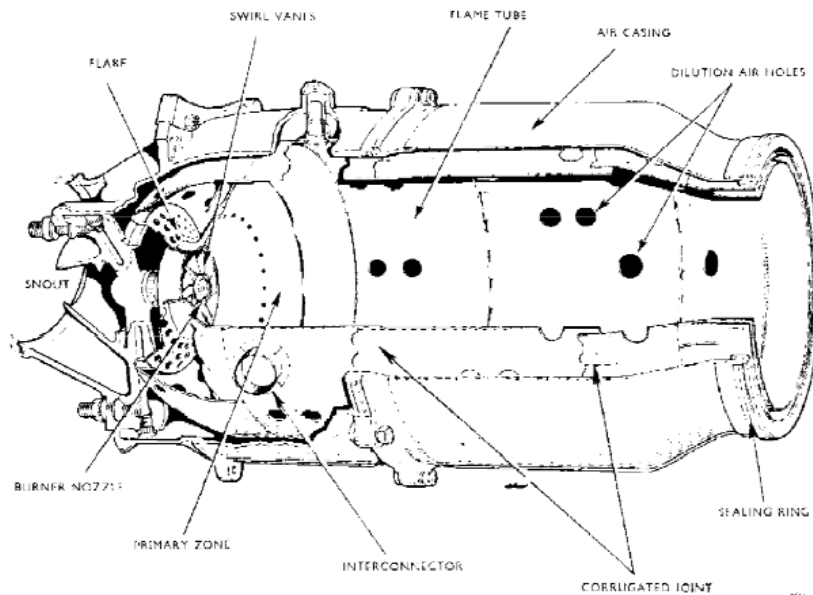 SWIRL VANES
FLAME TUBE
AIR CASING
FLARE
DILUTION AIR HOLES
SNOUT
BURNER NOZZLE
PRIMARY ZONE
INTERCONNECTOR
SEALING RING
CORRUGATED JOINT